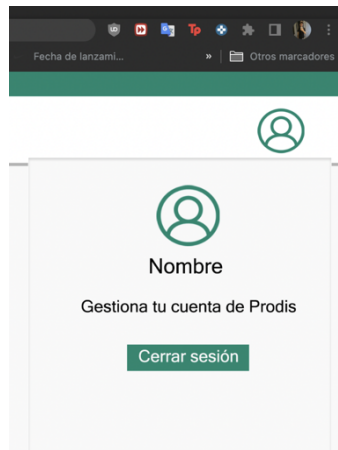 Fecha de lanzami...
» Otros marcadores
Nombre
Gestiona tu cuenta de Prodis
Cerrar sesión